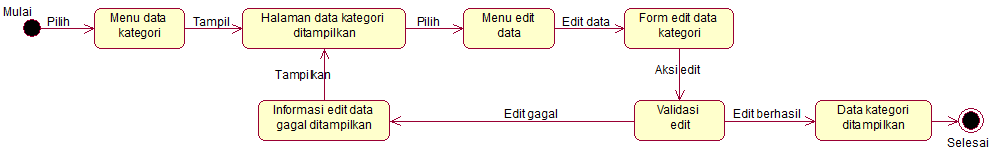 Mulai
Pilih
Menu data
kategori
Tampil
Halaman data kategori
ditampilkan
Pilih
Menu edit
data
Edit data
Form edit data
kategori
Aksi edit
Validasi
edit
Edit gagal
Informasi edit data
gagal ditampilkan
Tampilkan
Edit berhasil
Data kategori
ditampilkan
Selesai